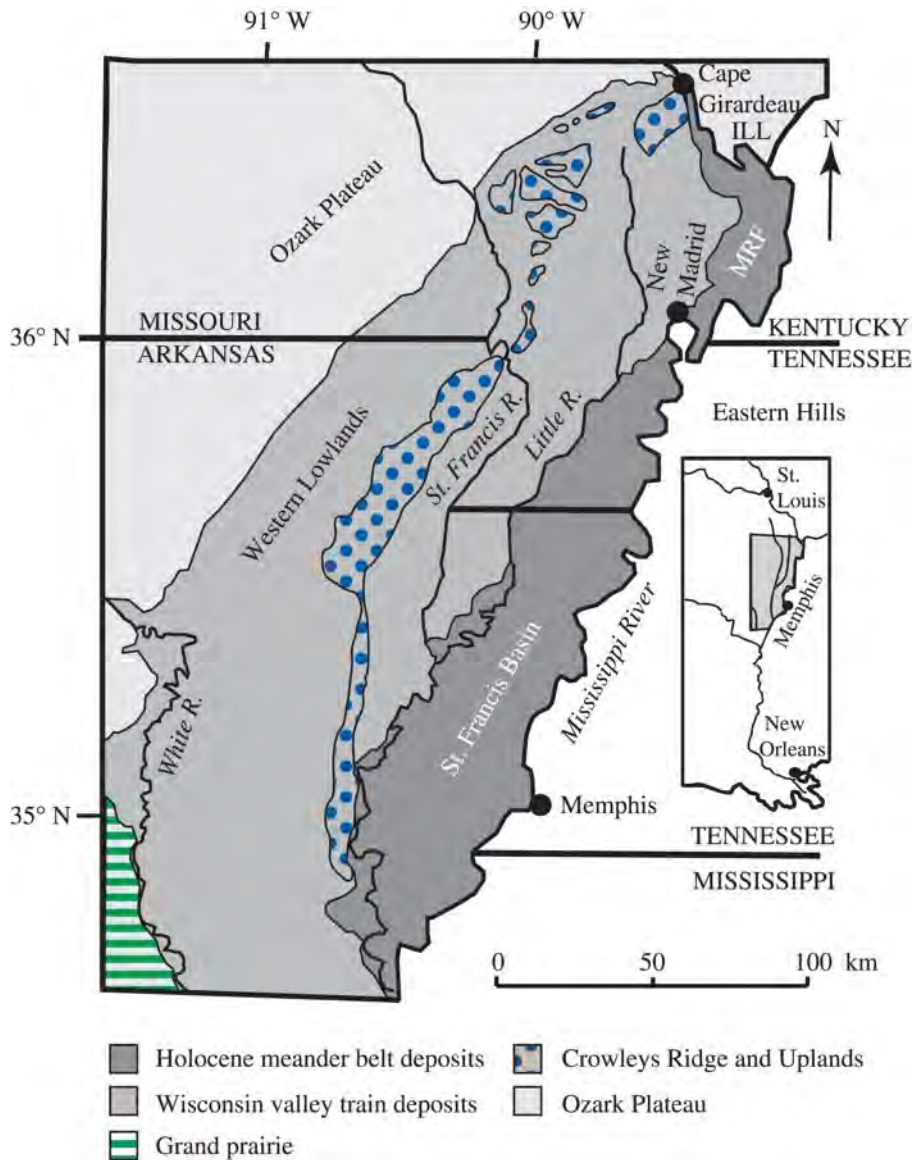 91° W
90° W
Cape
Girardeau
ILL
N
Ozark Plateau
New
Madrid
MRF
36° N
MISSOURI
ARKANSAS
KENTUCKY
TENNESSEE
Eastern Hills
Western Lowlands
St. Francis R.
Little R.
St.
Louis
Memphis
New
Orleans
White R.
St. Francis Basin
Mississippi River
35° N
Memphis
TENNESSEE
MISSISSIPPI
0 50 100 km
Holocene meander belt deposits
Crowleys Ridge and Uplands
Wisconsin valley train deposits
Ozark Plateau
Grand prairie